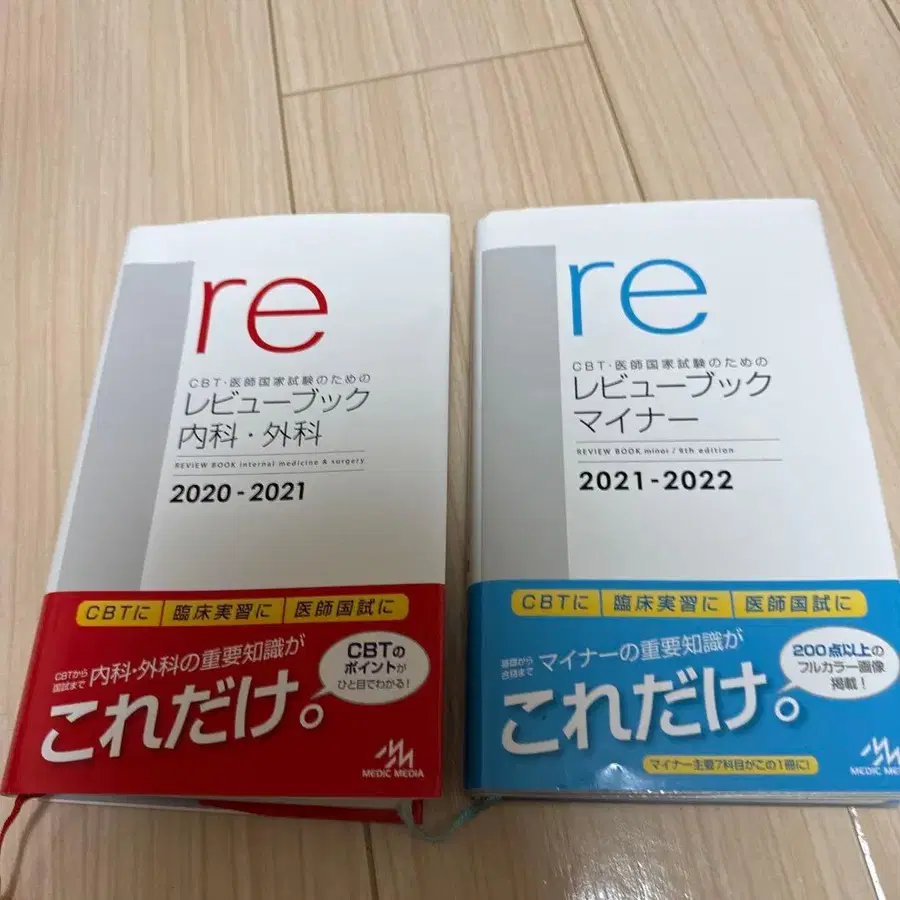 re
CBT・医師国家試験のための
レビューブック
内科・外科
REVIEW BOOK internal medicine & surgery
2020-2021
CBTに 臨床実習に 医師国試に
CBTから
国試まで 内科・外科の重要知識が
これだけ。
CBTの
ポイントが
ひと目でわかる!
MEDIC MEDIA
re
CBT・医師国家試験のための
レビューブック
マイナー
REVIEW BOOK minor / 9th edition
2021-2022
CBTに 臨床実習に 医師国試に
基礎から
合格まで マイナーの重要知識が
これだけ。
200点以上の
フルカラー画像
掲載!
マイナー主要7科目がこの1冊に!
MEDIC ME